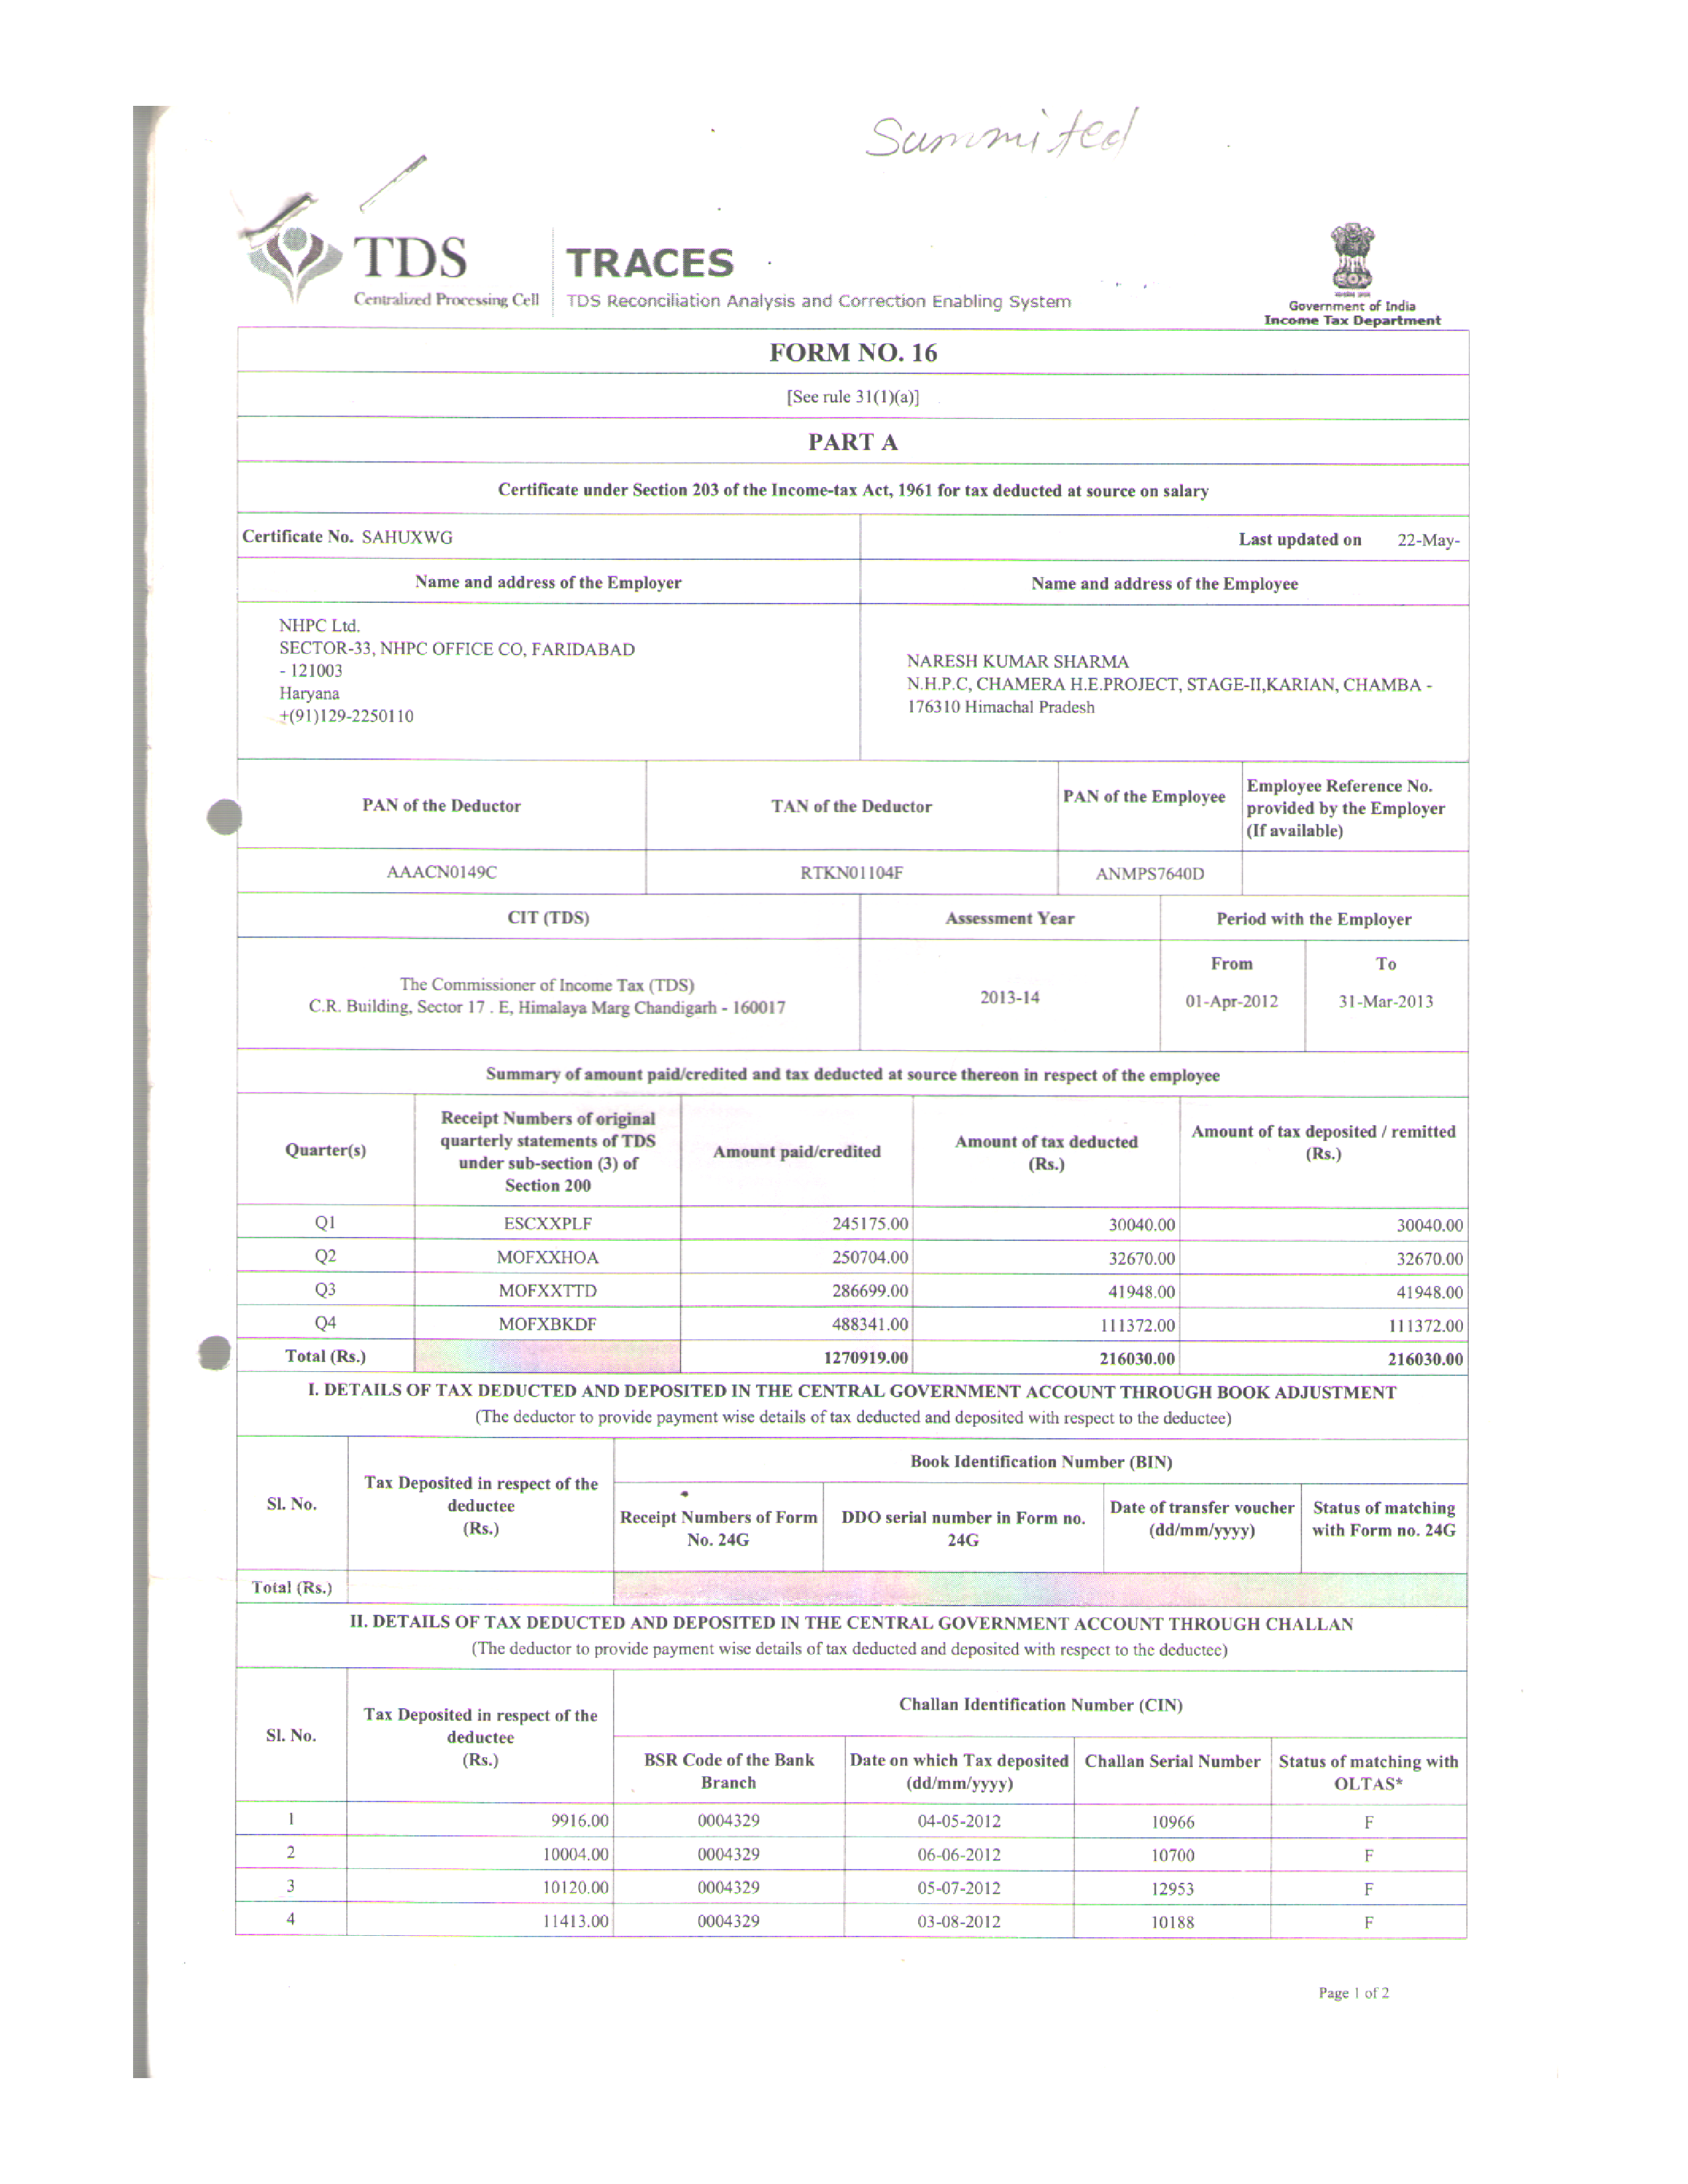 Summited
TDS
Centralized Processing Cell
TRACES
TDS Reconciliation Analysis and Correction Enabling System
Government of India
Income Tax Department
FORM NO. 16
[See rule 31(1)(a)]
PART A
Certificate under Section 203 of the Income-tax Act, 1961 for tax deducted at source on salary
Certificate No. SAHUXWG Last updated on 22-May-
Name and address of the Employer Name and address of the Employee
NHPC Ltd.
SECTOR-33, NHPC OFFICE CO, FARIDABAD
- 121003
Haryana
+(91)129-2250110
NARESH KUMAR SHARMA
N.H.P.C, CHAMERA H.E.PROJECT, STAGE-II,KARIAN, CHAMBA -
176310 Himachal Pradesh
PAN of the Deductor TAN of the Deductor PAN of the Employee
Employee Reference No.
provided by the Employer
(If available)
AAACN0149C RTKN01104F ANMPS7640D
CIT (TDS) Assessment Year Period with the Employer
The Commissioner of Income Tax (TDS)
C.R. Building, Sector 17 . E, Himalaya Marg Chandigarh - 160017
2013-14
From To
01-Apr-2012 31-Mar-2013
Summary of amount paid/credited and tax deducted at source thereon in respect of the employee
Quarter(s)
Receipt Numbers of original
quarterly statements of TDS
under sub-section (3) of
Section 200
Amount paid/credited
Amount of tax deducted
(Rs.)
Amount of tax deposited / remitted
(Rs.)
Q1 ESCXXPLF 245175.00 30040.00 30040.00
Q2 MOFXXHOA 250704.00 32670.00 32670.00
Q3 MOFXXTTD 286699.00 41948.00 41948.00
Q4 MOFXBKDF 488341.00 111372.00 111372.00
Total (Rs.) 1270919.00 216030.00 216030.00
I. DETAILS OF TAX DEDUCTED AND DEPOSITED IN THE CENTRAL GOVERNMENT ACCOUNT THROUGH BOOK ADJUSTMENT
(The deductor to provide payment wise details of tax deducted and deposited with respect to the deductee)
Sl. No.
Tax Deposited in respect of the
deductee
(Rs.)
Book Identification Number (BIN)
Receipt Numbers of Form
No. 24G
DDO serial number in Form no.
24G
Date of transfer voucher
(dd/mm/yyyy)
Status of matching
with Form no. 24G
Total (Rs.)
II. DETAILS OF TAX DEDUCTED AND DEPOSITED IN THE CENTRAL GOVERNMENT ACCOUNT THROUGH CHALLAN
(The deductor to provide payment wise details of tax deducted and deposited with respect to the deductee)
Sl. No.
Tax Deposited in respect of the
deductee
(Rs.)
Challan Identification Number (CIN)
BSR Code of the Bank
Branch
Date on which Tax deposited
(dd/mm/yyyy)
Challan Serial Number
Status of matching with
OLTAS*
1 9916.00 0004329 04-05-2012 10966 F
2 10004.00 0004329 06-06-2012 10700 F
3 10120.00 0004329 05-07-2012 12953 F
4 11413.00 0004329 03-08-2012 10188 F
Page 1 of 2